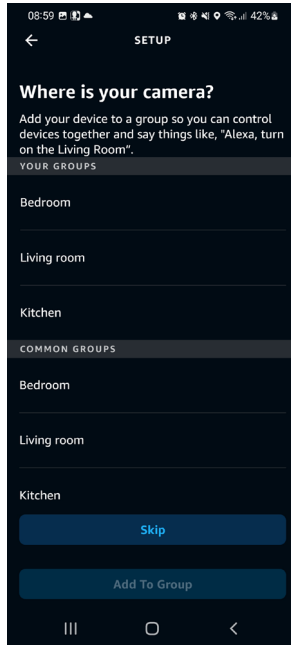 08:59 42%
SETUP
Where is your camera?
Add your device to a group so you can control
devices together and say things like, "Alexa, turn
on the Living Room".
YOUR GROUPS
Bedroom
Living room
Kitchen
COMMON GROUPS
Bedroom
Living room
Kitchen
Skip
Add To Group